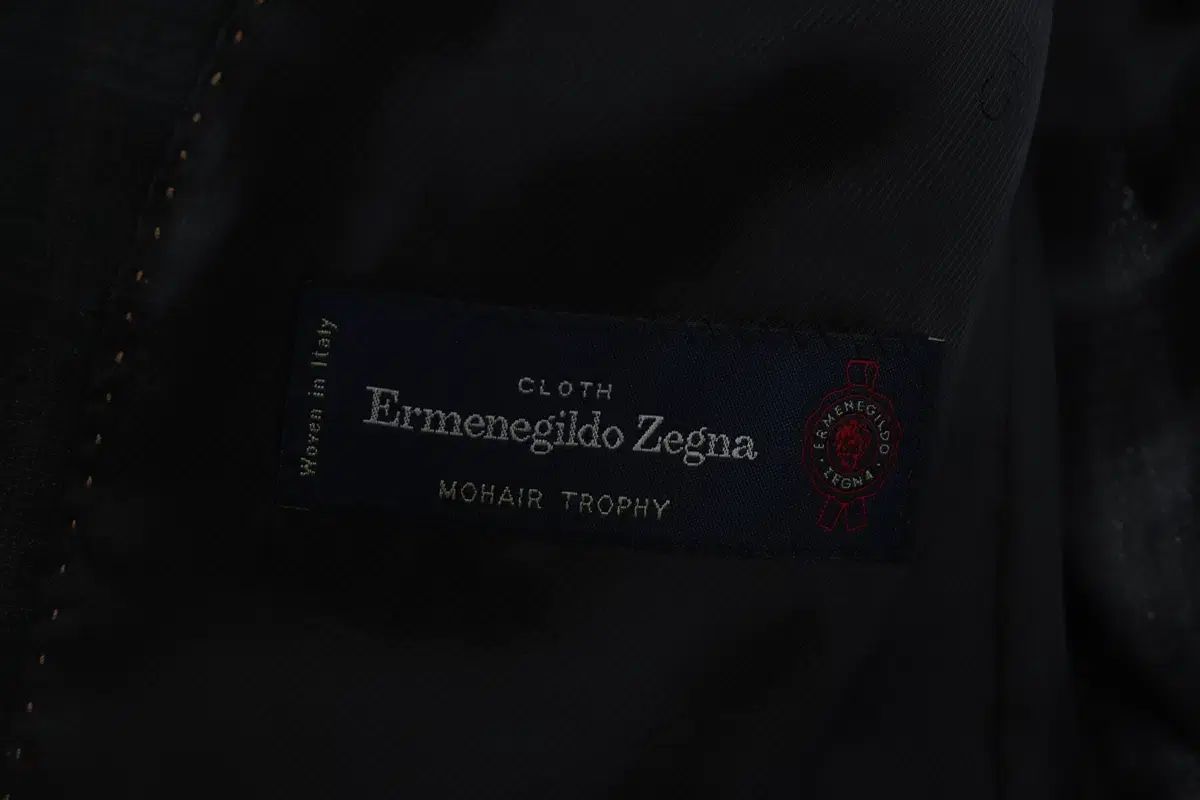 Woven in Italy
CLOTH
Ermenegildo Zegna
MOHAIR TROPHY
ERMENEGILDO
ZEGNA